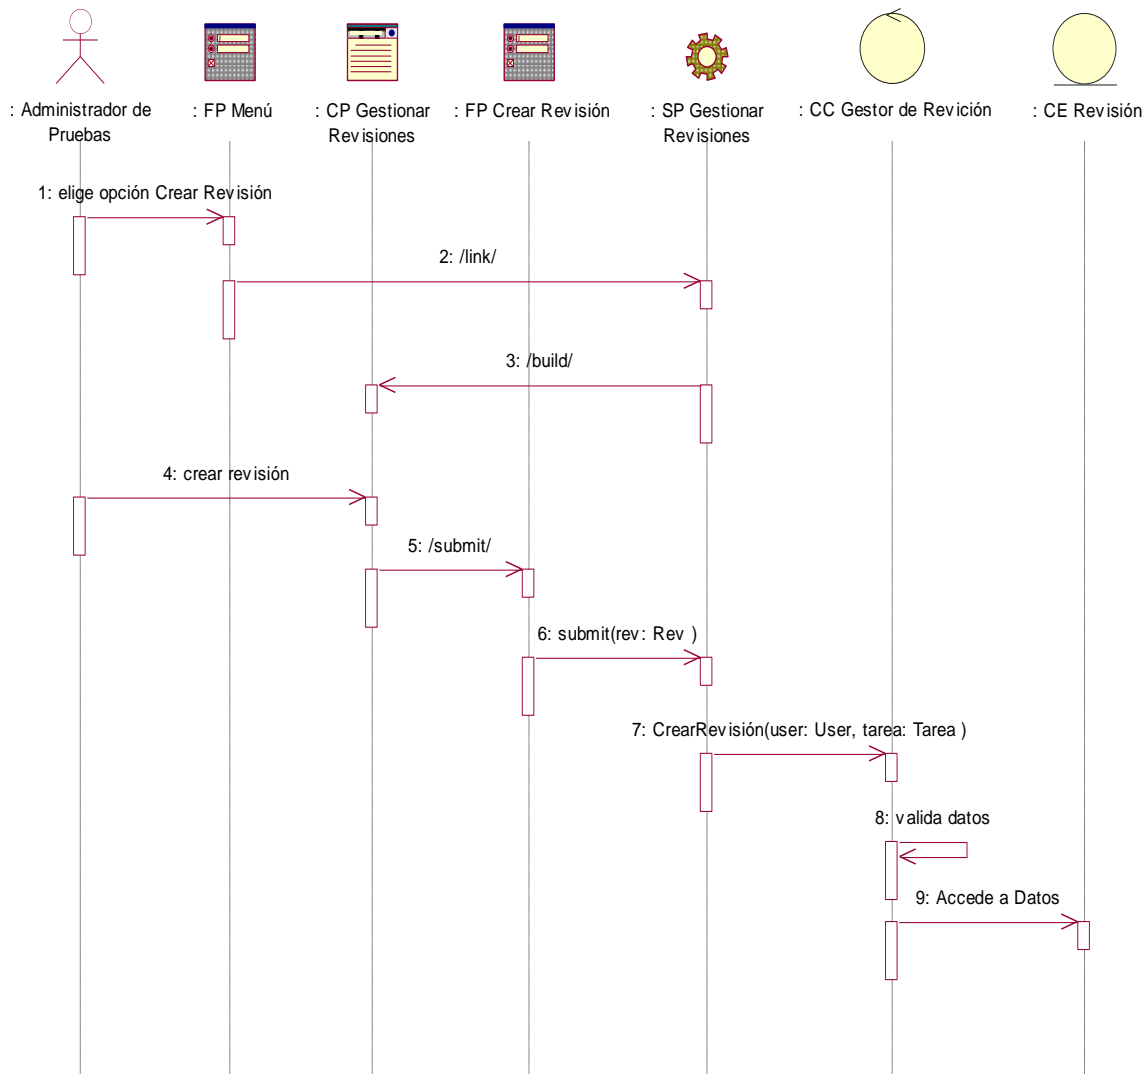 : Administrador de
Pruebas
: FP Menú
: CP Gestionar
Revisiones
: FP Crear Revisión
: SP Gestionar
Revisiones
: CC Gestor de Revición
: CE Revisión
1: elige opción Crear Revisión
2: /link/
3: /build/
4: crear revisión
5: /submit/
6: submit(rev: Rev )
7: CrearRevisión(user: User, tarea: Tarea )
8: valida datos
9: Accede a Datos